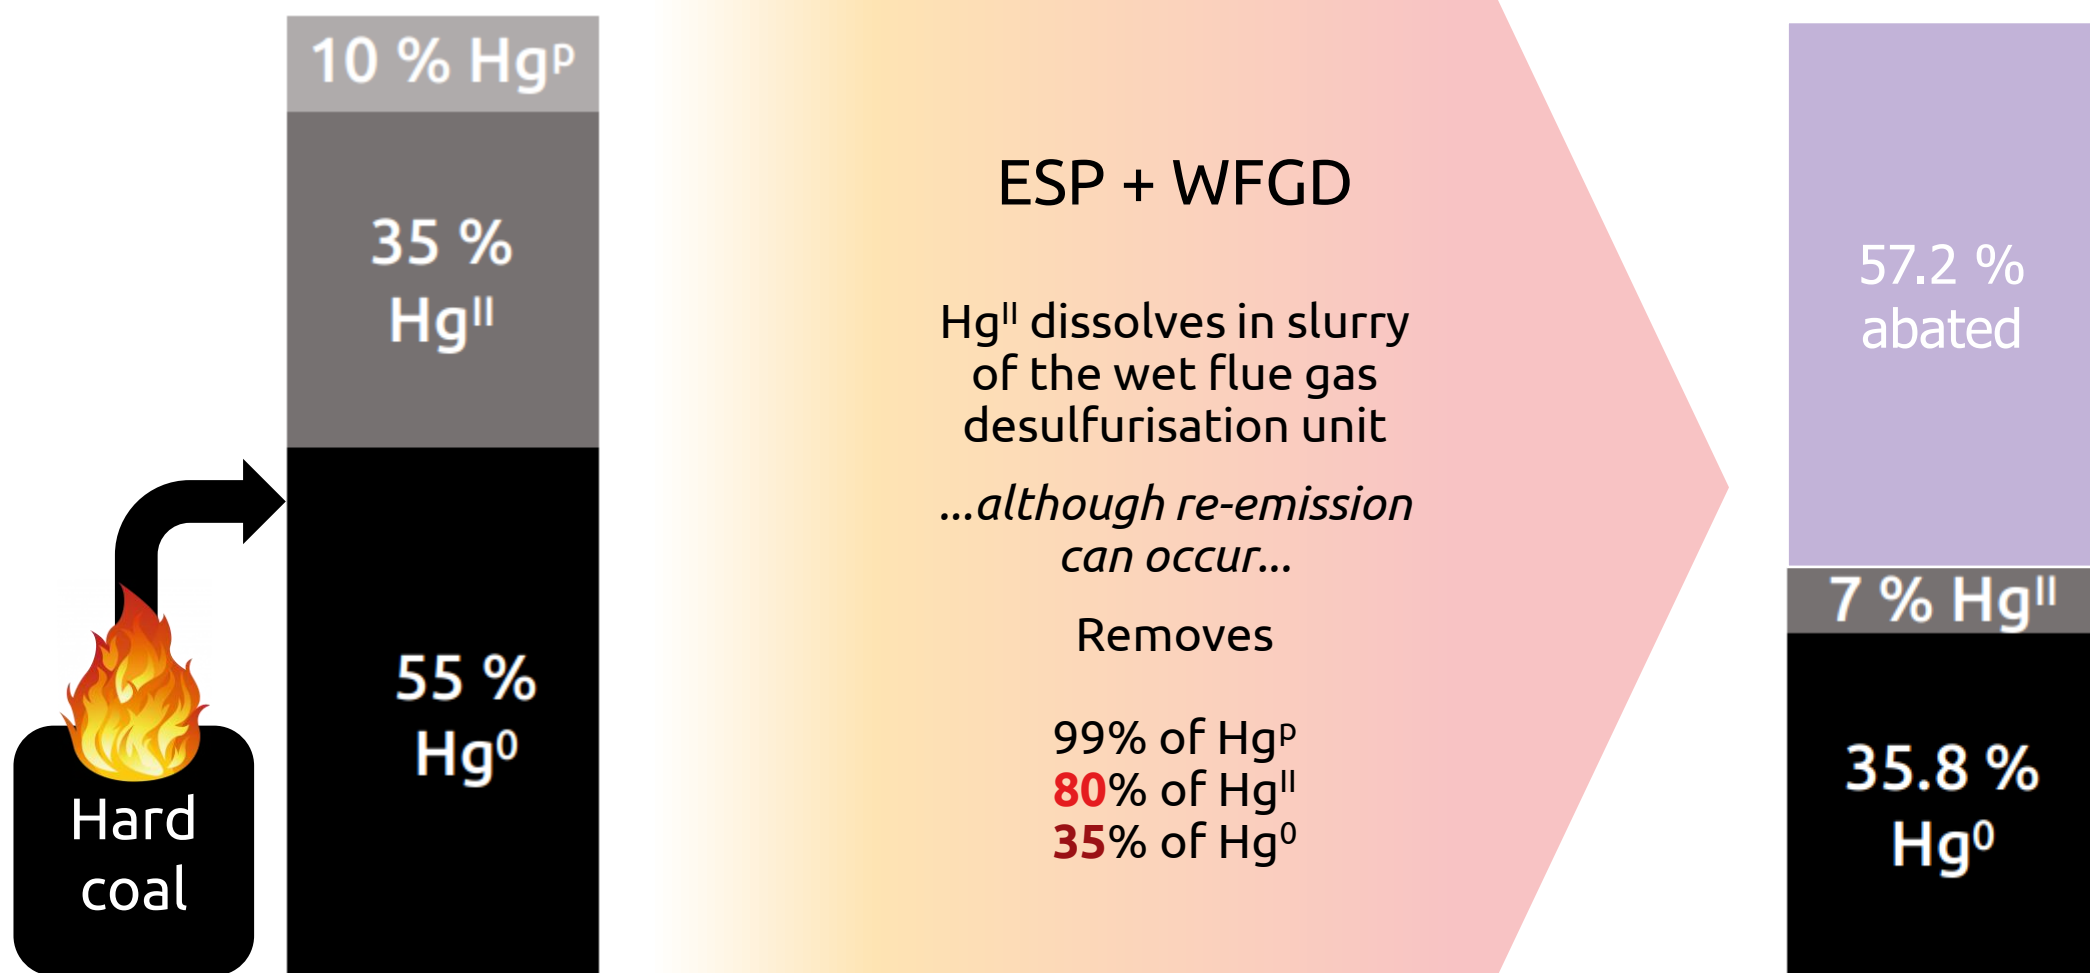 10 % Hgᵖ
35 %
Hgᴵᴵ
55 %
Hg⁰
Hard
coal
ESP + WFGD
Hgᴵᴵ dissolves in slurry
of the wet flue gas
desulfurisation unit
...although re-emission
can occur...
Removes
99% of Hgᵖ
80% of Hgᴵᴵ
35% of Hg⁰
57.2 %
abated
7 % Hgᴵᴵ
35.8 %
Hg⁰